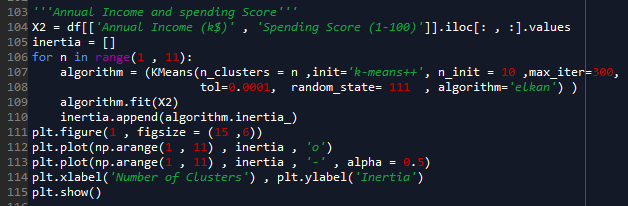 103 '''Annual Income and spending Score'''
104 X2 = df[['Annual Income (k$)' , 'Spending Score (1-100)']].iloc[: , :].values
105 inertia = []
106 for n in range(1 , 11):
107     algorithm = (KMeans(n_clusters = n ,init='k-means++', n_init = 10 ,max_iter=300,
108                         tol=0.0001,  random_state= 111  , algorithm='elkan') )
109     algorithm.fit(X2)
110     inertia.append(algorithm.inertia_)
111 plt.figure(1 , figsize = (15 ,6))
112 plt.plot(np.arange(1 , 11) , inertia , 'o')
113 plt.plot(np.arange(1 , 11) , inertia , '-' , alpha = 0.5)
114 plt.xlabel('Number of Clusters') , plt.ylabel('Inertia')
115 plt.show()